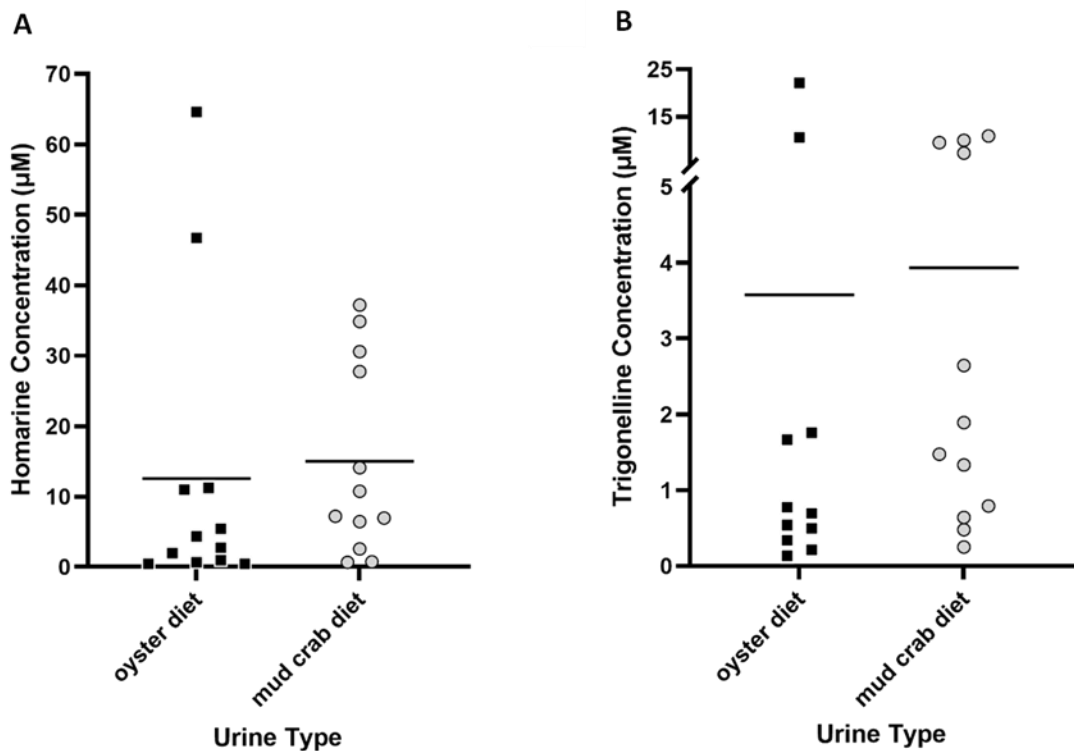 A
Homarine Concentration (µM)
70
60
50
40
30
20
10
0
oyster diet
mud crab diet
Urine Type
B
Trigonelline Concentration (µM)
25
15
5
4
3
2
1
0
oyster diet
mud crab diet
Urine Type